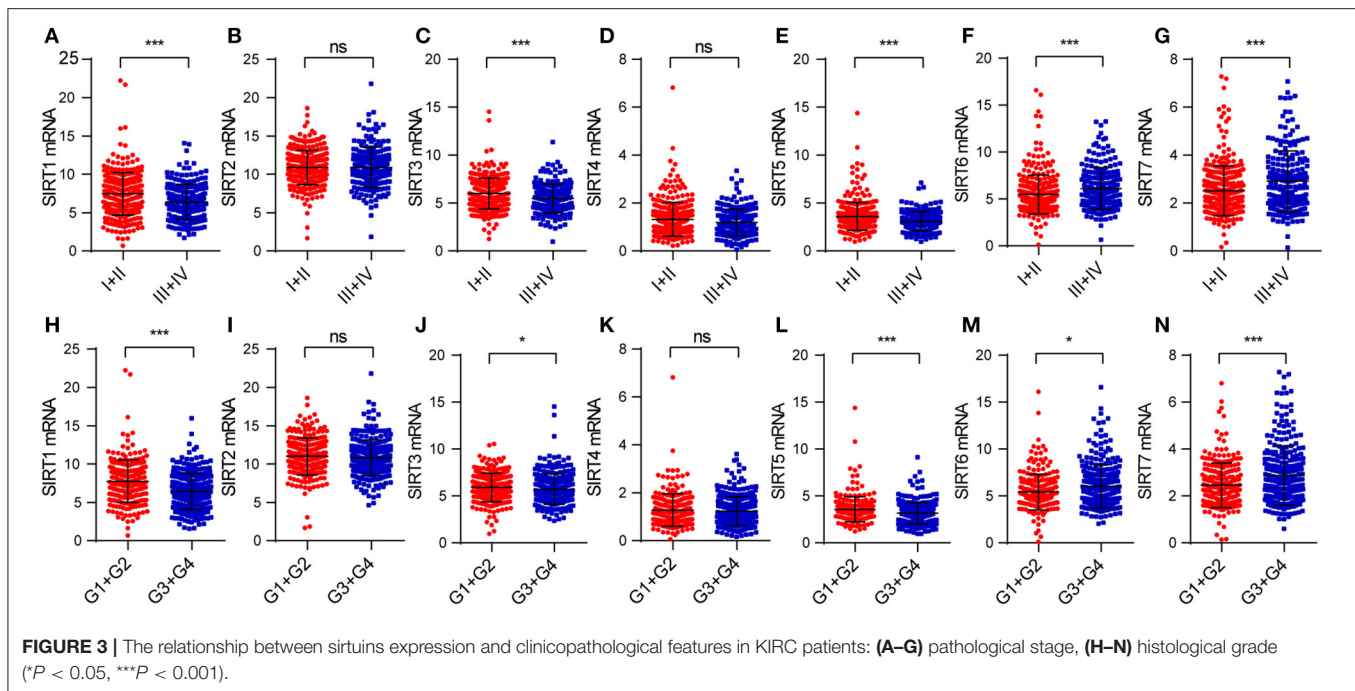 A
***
25
20
15
10
5
0
SIRT1 mRNA
I+II
III+IV
B
ns
25
20
15
10
5
0
SIRT2 mRNA
I+II
III+IV
C
***
20
15
10
5
0
SIRT3 mRNA
I+II
III+IV
D
ns
8
6
4
2
0
SIRT4 mRNA
I+II
III+IV
E
***
20
15
10
5
0
SIRT5 mRNA
I+II
III+IV
F
***
20
15
10
5
0
SIRT6 mRNA
I+II
III+IV
G
***
8
6
4
2
0
SIRT7 mRNA
I+II
III+IV
H
***
25
20
15
10
5
0
SIRT1 mRNA
G1+G2
G3+G4
I
ns
25
20
15
10
5
0
SIRT2 mRNA
G1+G2
G3+G4
J
*
20
15
10
5
0
SIRT3 mRNA
G1+G2
G3+G4
K
ns
8
6
4
2
0
SIRT4 mRNA
G1+G2
G3+G4
L
***
20
15
10
5
0
SIRT5 mRNA
G1+G2
G3+G4
M
*
20
15
10
5
0
SIRT6 mRNA
G1+G2
G3+G4
N
***
8
6
4
2
0
SIRT7 mRNA
G1+G2
G3+G4
FIGURE 3 | The relationship between sirtuins expression and clinicopathological features in KIRC patients: (A–G) pathological stage, (H–N) histological grade
(*P < 0.05, ***P < 0.001).